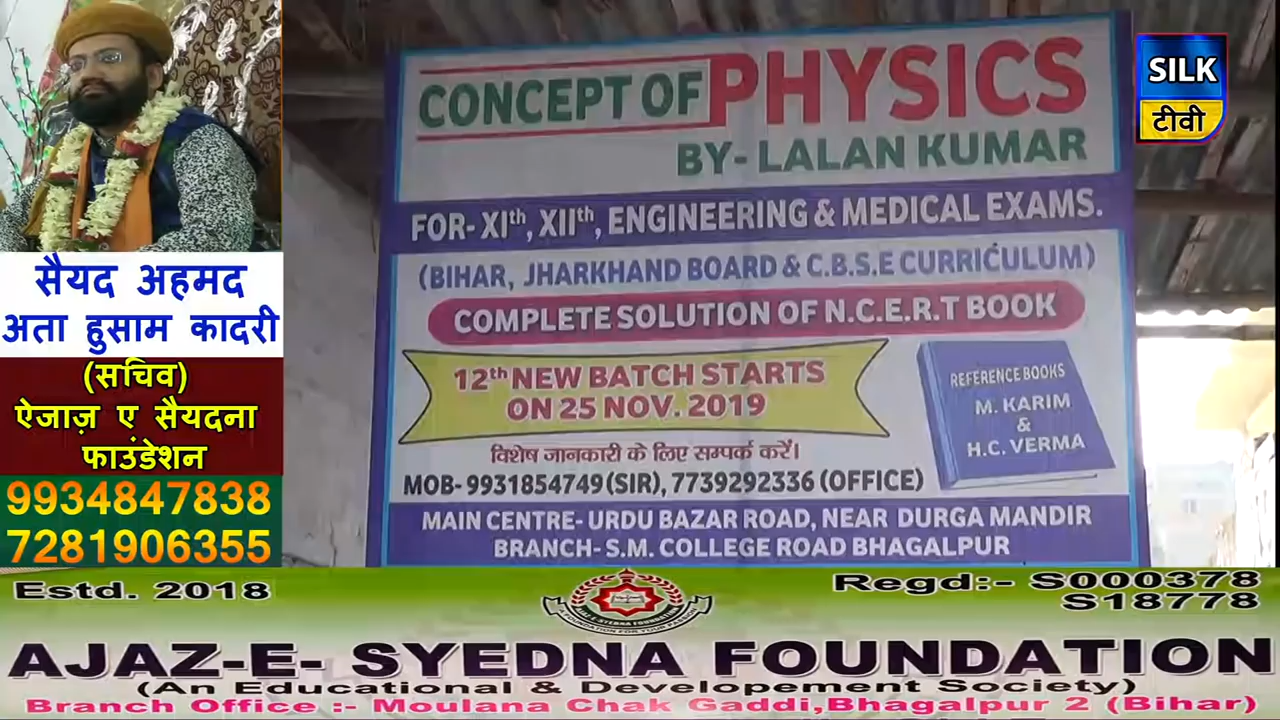 सैयद अहमद
अता हुसाम कादरी
(सचिव)
ऐजाज़ ए सैयदना
फाउंडेशन
9934847838
7281906355
CONCEPT OF PHYSICS
BY- LALAN KUMAR
FOR- XIth, XIIth, ENGINEERING & MEDICAL EXAMS.
(BIHAR, JHARKHAND BOARD & C.B.S.E CURRICULUM)
COMPLETE SOLUTION OF N.C.E.R.T BOOK
12th NEW BATCH STARTS
ON 25 NOV. 2019
REFERENCE BOOKS
M. KARIM
&
H.C. VERMA
विशेष जानकारी के लिए सम्पर्क करें।
MOB- 9931854749 (SIR), 7739292336 (OFFICE)
MAIN CENTRE- URDU BAZAR ROAD, NEAR DURGA MANDIR
BRANCH- S.M. COLLEGE ROAD BHAGALPUR
SILK
टीवी
Estd. 2018
Regd:- S000378
S18778
AJAZ-E- SYEDNA FOUNDATION
(An Educational & Developement Society)
Branch Office :- Moulana Chak Gaddi,Bhagalpur 2 (Bihar)